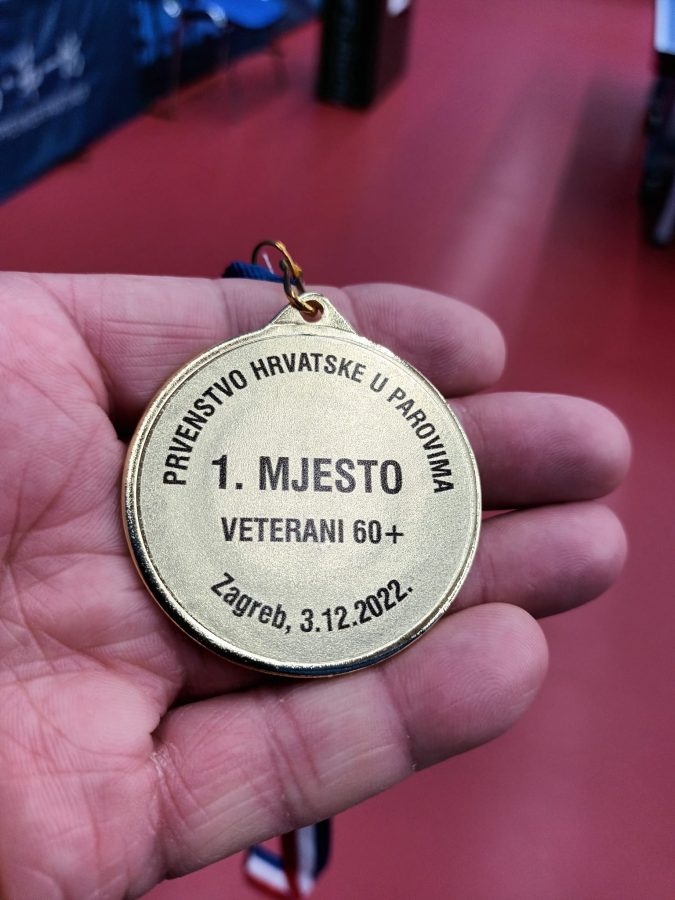 PRVENSTVO HRVATSKE U PAROVIMA
1. MJESTO
VETERANI 60+
Zagreb, 3.12.2022.